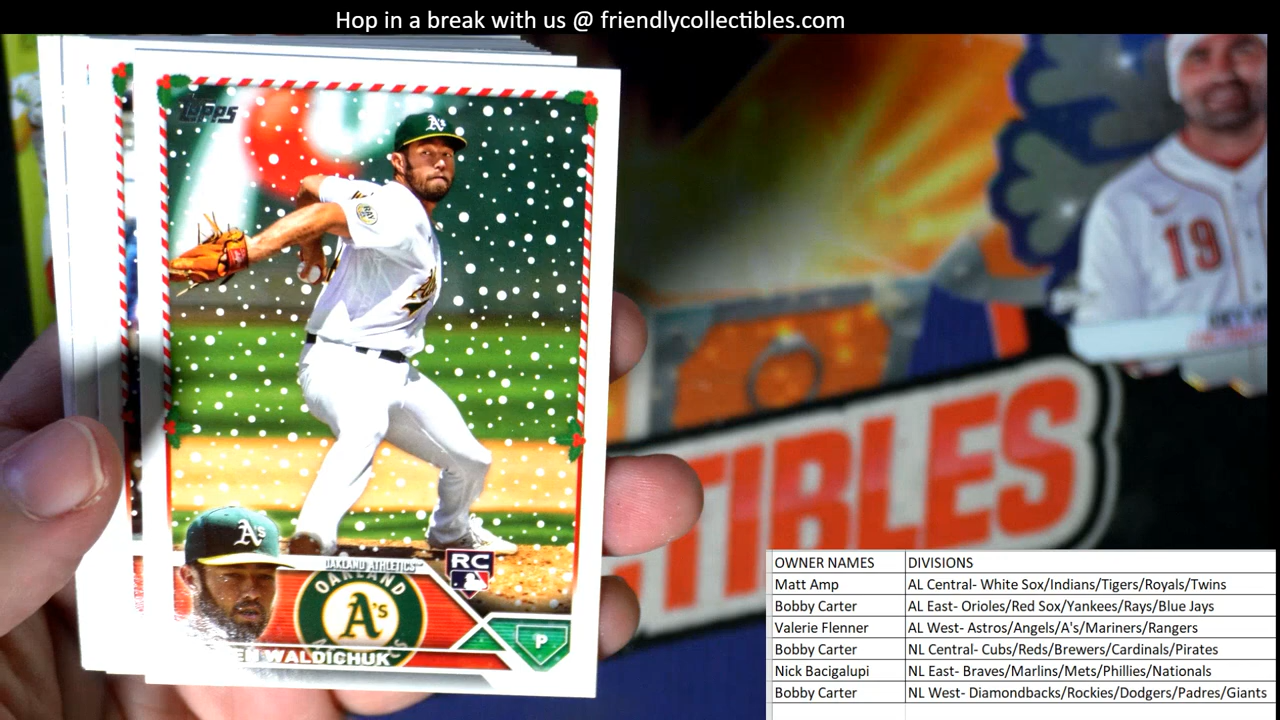 Hop in a break with us @ friendlycollectibles.com
TOPPS
A's
RAY
19
TIBLES
A's
OAKLAND ATHLETICS
RC
OAKLAND
A's
P
WALDICHUK
OWNER NAMES DIVISIONS
Matt Amp AL Central- White Sox/Indians/Tigers/Royals/Twins
Bobby Carter AL East- Orioles/Red Sox/Yankees/Rays/Blue Jays
Valerie Flenner AL West- Astros/Angels/A's/Mariners/Rangers
Bobby Carter NL Central- Cubs/Reds/Brewers/Cardinals/Pirates
Nick Bacigalupi NL East- Braves/Marlins/Mets/Phillies/Nationals
Bobby Carter NL West- Diamondbacks/Rockies/Dodgers/Padres/Giants